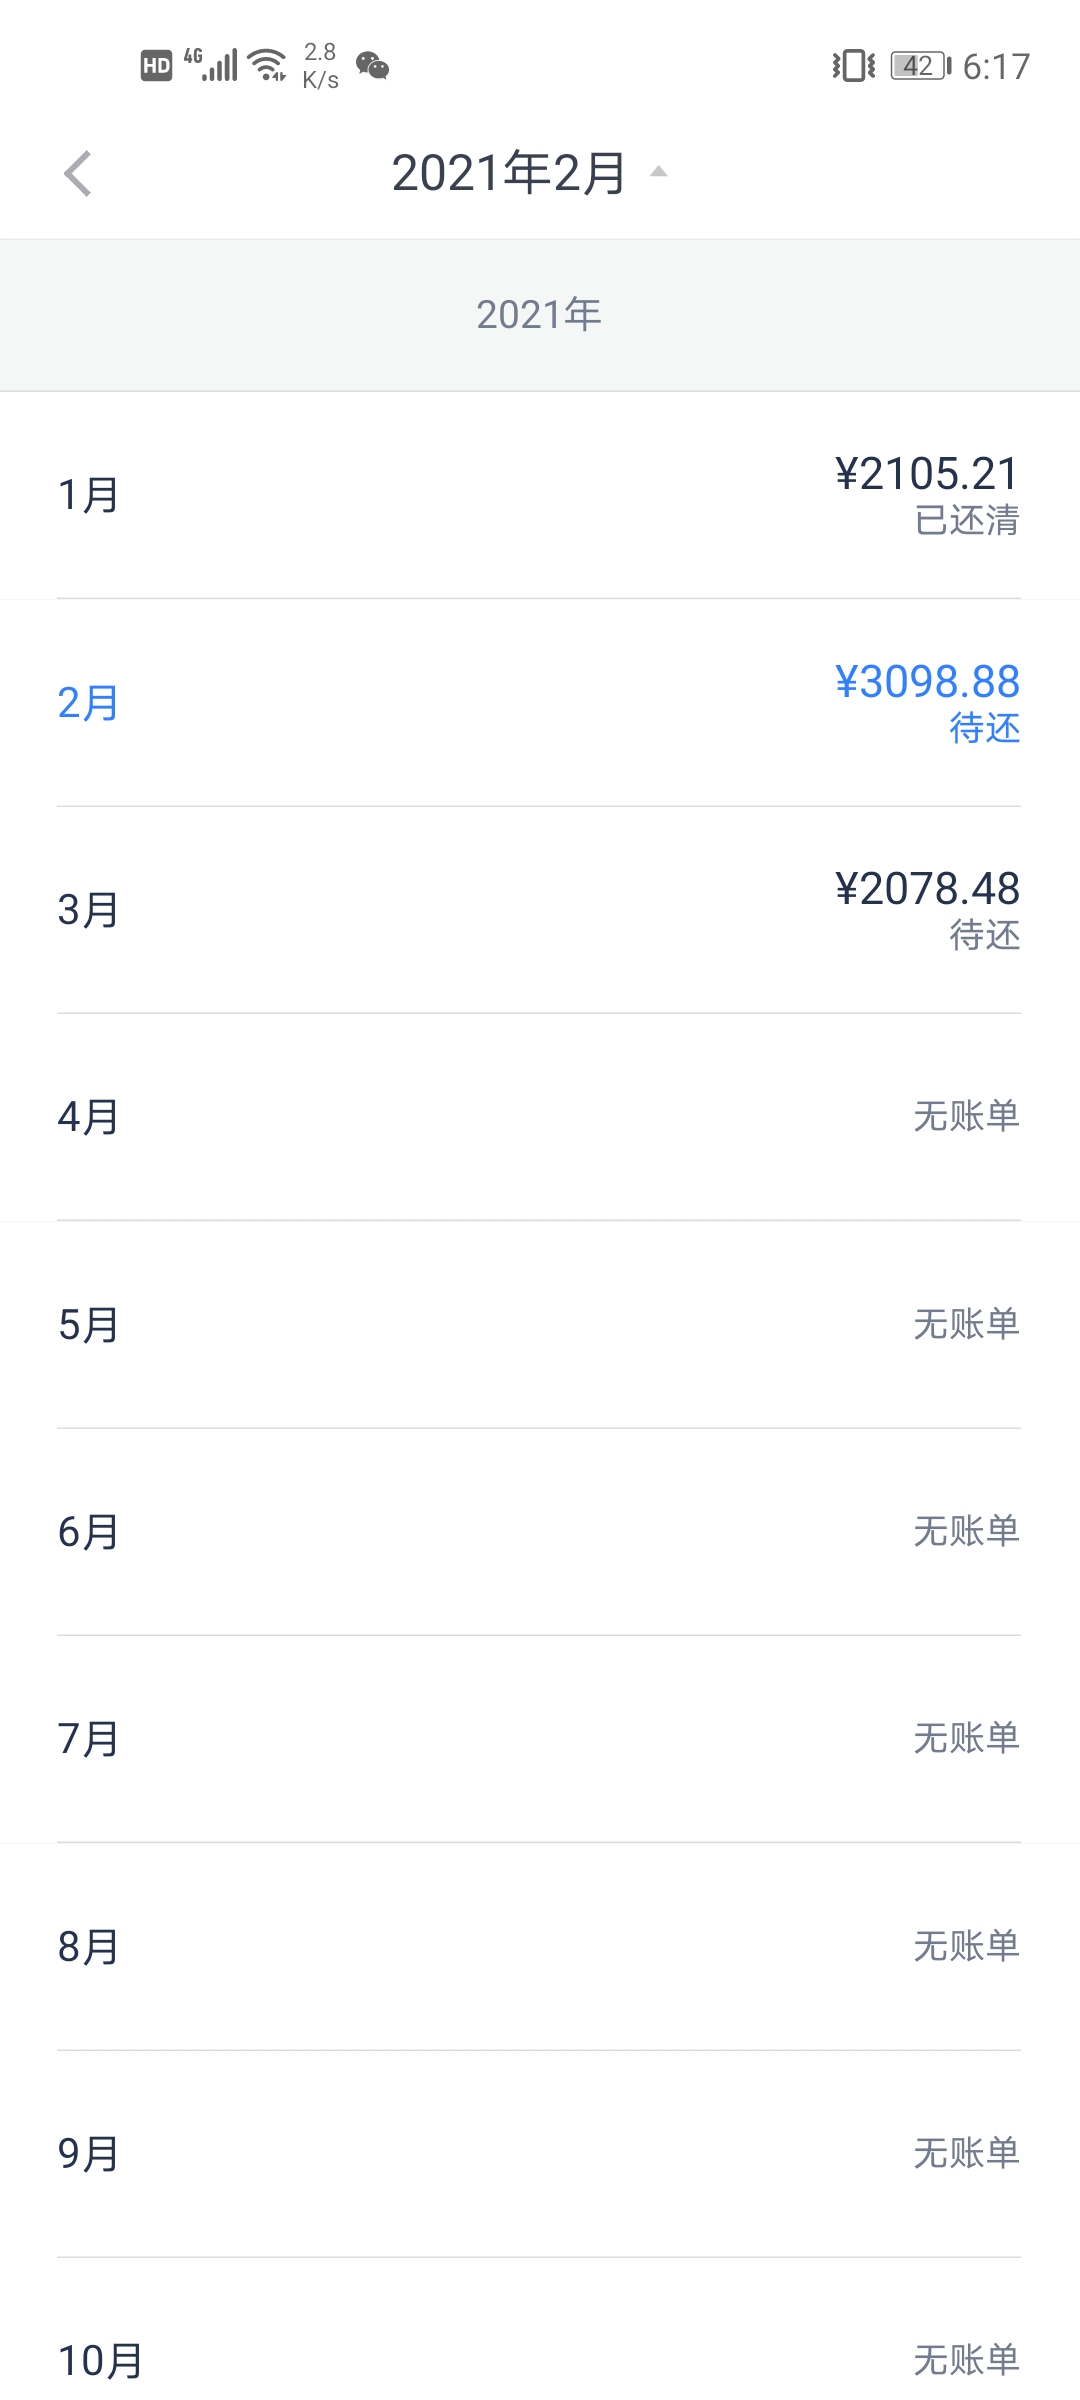 HD 4G 2.8 K/s 42 6:17
2021年2月
2021年
1月 ¥2105.21
已还清
2月 ¥3098.88
待还
3月 ¥2078.48
待还
4月 无账单
5月 无账单
6月 无账单
7月 无账单
8月 无账单
9月 无账单
10月 无账单